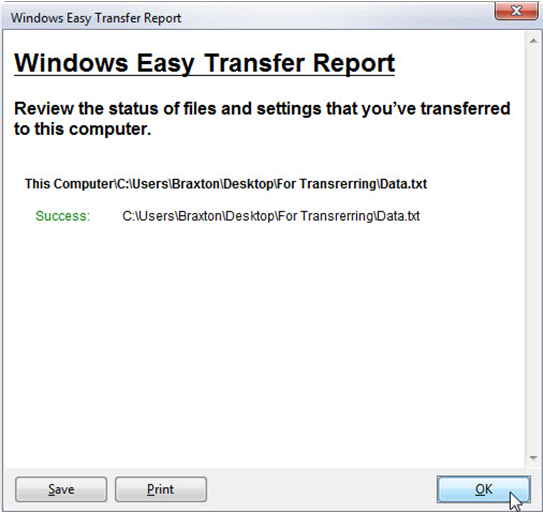 Windows Easy Transfer Report
Windows Easy Transfer Report
Review the status of files and settings that you’ve transferred
to this computer.
This Computer\C:\Users\Braxton\Desktop\For Transrerring\Data.txt
Success: C:\Users\Braxton\Desktop\For Transrerring\Data.txt
Save Print OK